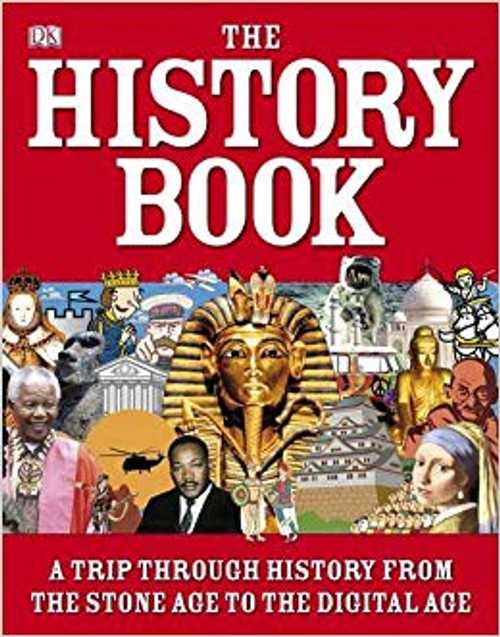 DK
THE
HISTORY
BOOK
A TRIP THROUGH HISTORY FROM
THE STONE AGE TO THE DIGITAL AGE